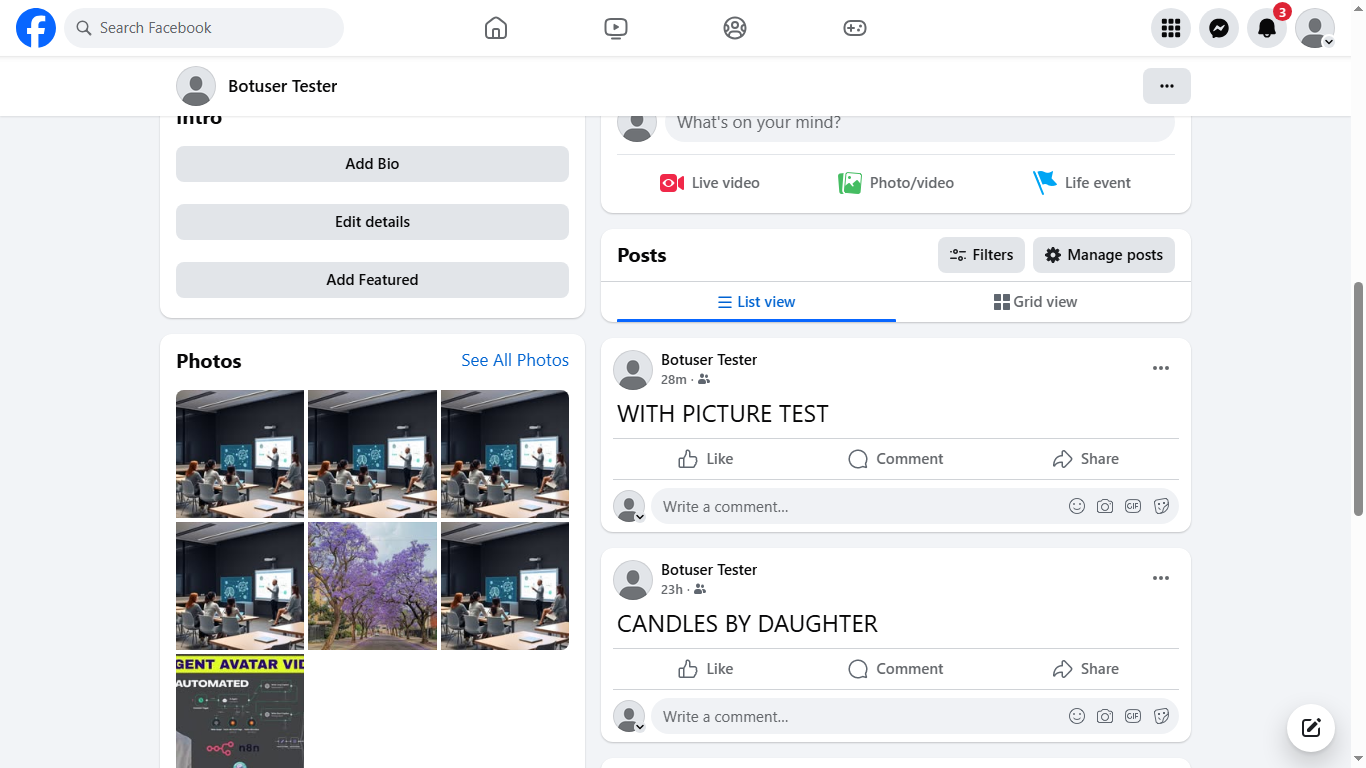 Search Facebook
3
Botuser Tester
Intro
Add Bio
Edit details
Add Featured
Photos
See All Photos
GENT AVATAR VID
AUTOMATED
n8n
What's on your mind?
Live video
Photo/video
Life event
Posts
Filters
Manage posts
List view
Grid view
Botuser Tester
28m ·
WITH PICTURE TEST
Like
Comment
Share
Write a comment...
GIF
Botuser Tester
23h ·
CANDLES BY DAUGHTER
Like
Comment
Share
Write a comment...
GIF